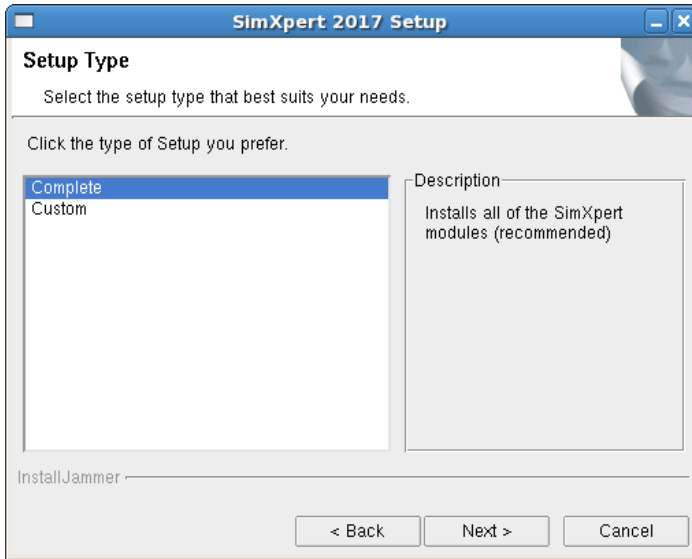 SimXpert 2017 Setup
Setup Type
Select the setup type that best suits your needs.
Click the type of Setup you prefer.
Complete
Custom
Description
Installs all of the SimXpert
modules (recommended)
InstallJammer
< Back
Next >
Cancel